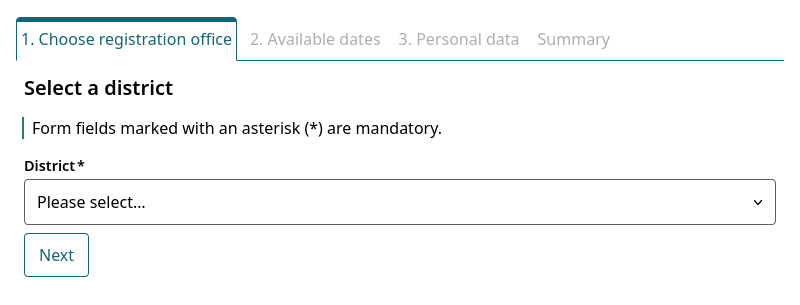 1. Choose registration office 2. Available dates 3. Personal data Summary
Select a district
Form fields marked with an asterisk (*) are mandatory.
District*
Please select...
Next